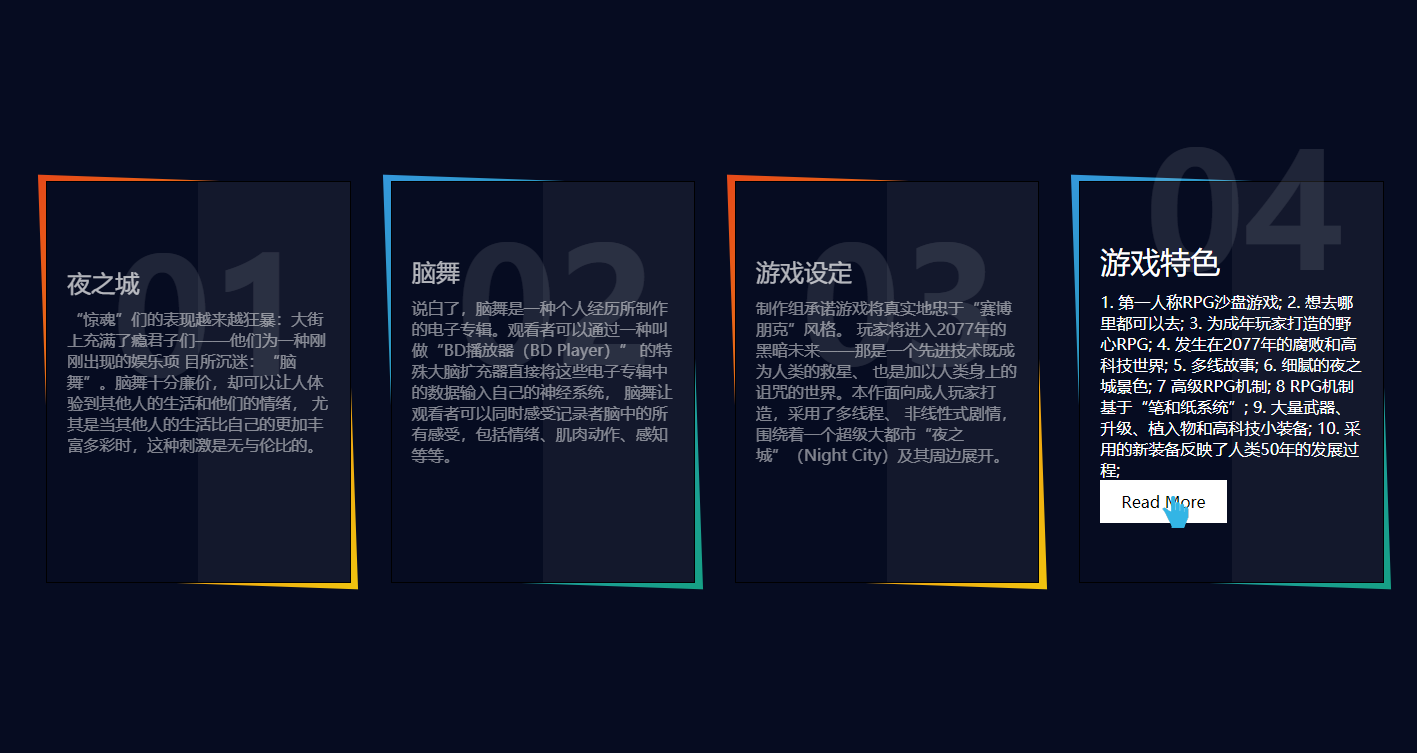 01
夜之城
“惊魂”们的表现越来越狂暴：大街
上充满了瘾君子们——他们为一种刚
刚出现的娱乐项 目所沉迷：“脑
舞”。脑舞十分廉价，却可以让人体
验到其他人的生活和他们的情绪， 尤
其是当其他人的生活比自己的更加丰
富多彩时，这种刺激是无与伦比的。
02
脑舞
说白了，脑舞是一种个人经历所制作
的电子专辑。观看者可以通过一种叫
做“BD播放器（BD Player）” 的特
殊大脑扩充器直接将这些电子专辑中
的数据输入自己的神经系统， 脑舞让
观看者可以同时感受记录者脑中的所
有感受，包括情绪、肌肉动作、感知
等等。
03
游戏设定
制作组承诺游戏将真实地忠于“赛博
朋克”风格。 玩家将进入2077年的
黑暗未来——那是一个先进技术既成
为人类的救星、 也是加以人类身上的
诅咒的世界。本作面向成人玩家打
造，采用了多线程、 非线性式剧情，
围绕着一个超级大都市“夜之
城”（Night City）及其周边展开。
04
游戏特色
1. 第一人称RPG沙盘游戏; 2. 想去哪
里都可以去; 3. 为成年玩家打造的野
心RPG; 4. 发生在2077年的腐败和高
科技世界; 5. 多线故事; 6. 细腻的夜之
城景色; 7 高级RPG机制; 8 RPG机制
基于“笔和纸系统”; 9. 大量武器、
升级、植入物和高科技小装备; 10. 采
用的新装备反映了人类50年的发展过
程;
Read More